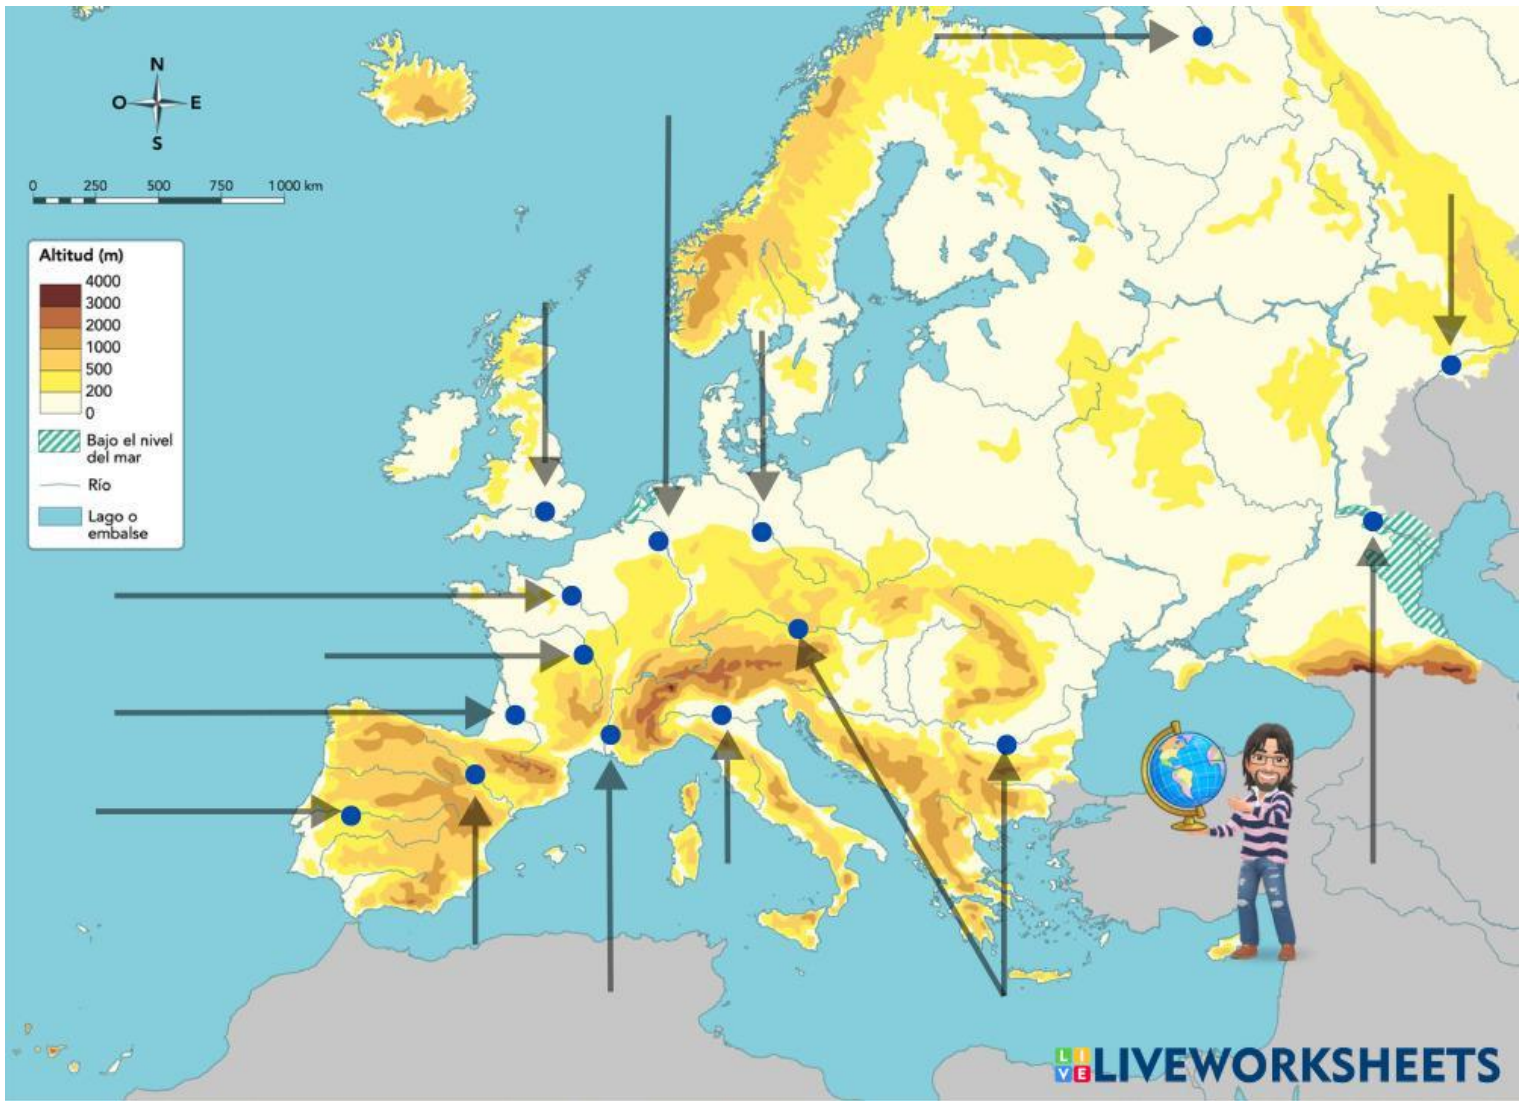 N
O E
S
0 250 500 750 1000 km
Altitud (m)
4000
3000
2000
1000
500
200
0
Bajo el nivel
del mar
Río
Lago o
embalse
LIVE LIVEWORKSHEETS